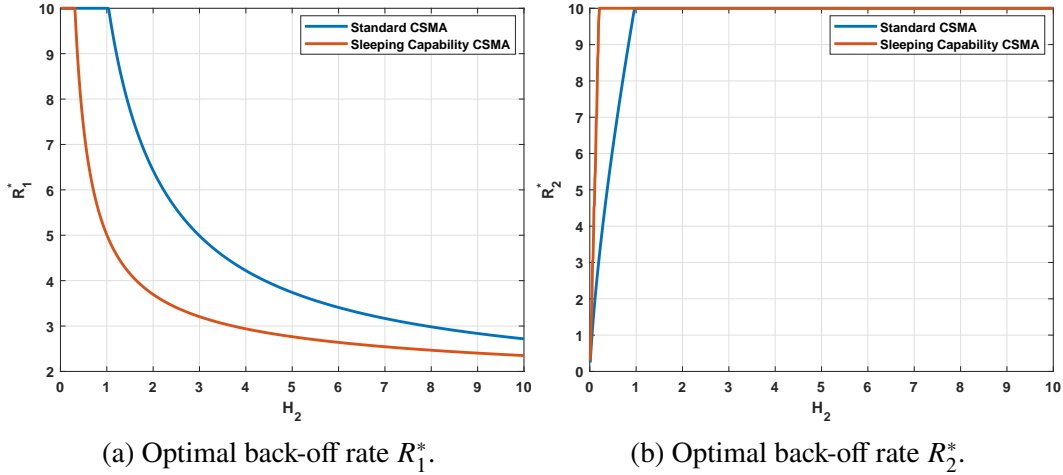 10
9
8
7
6
5
4
3
2
R*1
0 1 2 3 4 5 6 7 8 9 10
H2
Standard CSMA
Sleeping Capability CSMA
(a) Optimal back-off rate R*1.
10
9
8
7
6
5
4
3
2
1
0
R*2
0 1 2 3 4 5 6 7 8 9 10
H2
Standard CSMA
Sleeping Capability CSMA
(b) Optimal back-off rate R*2.